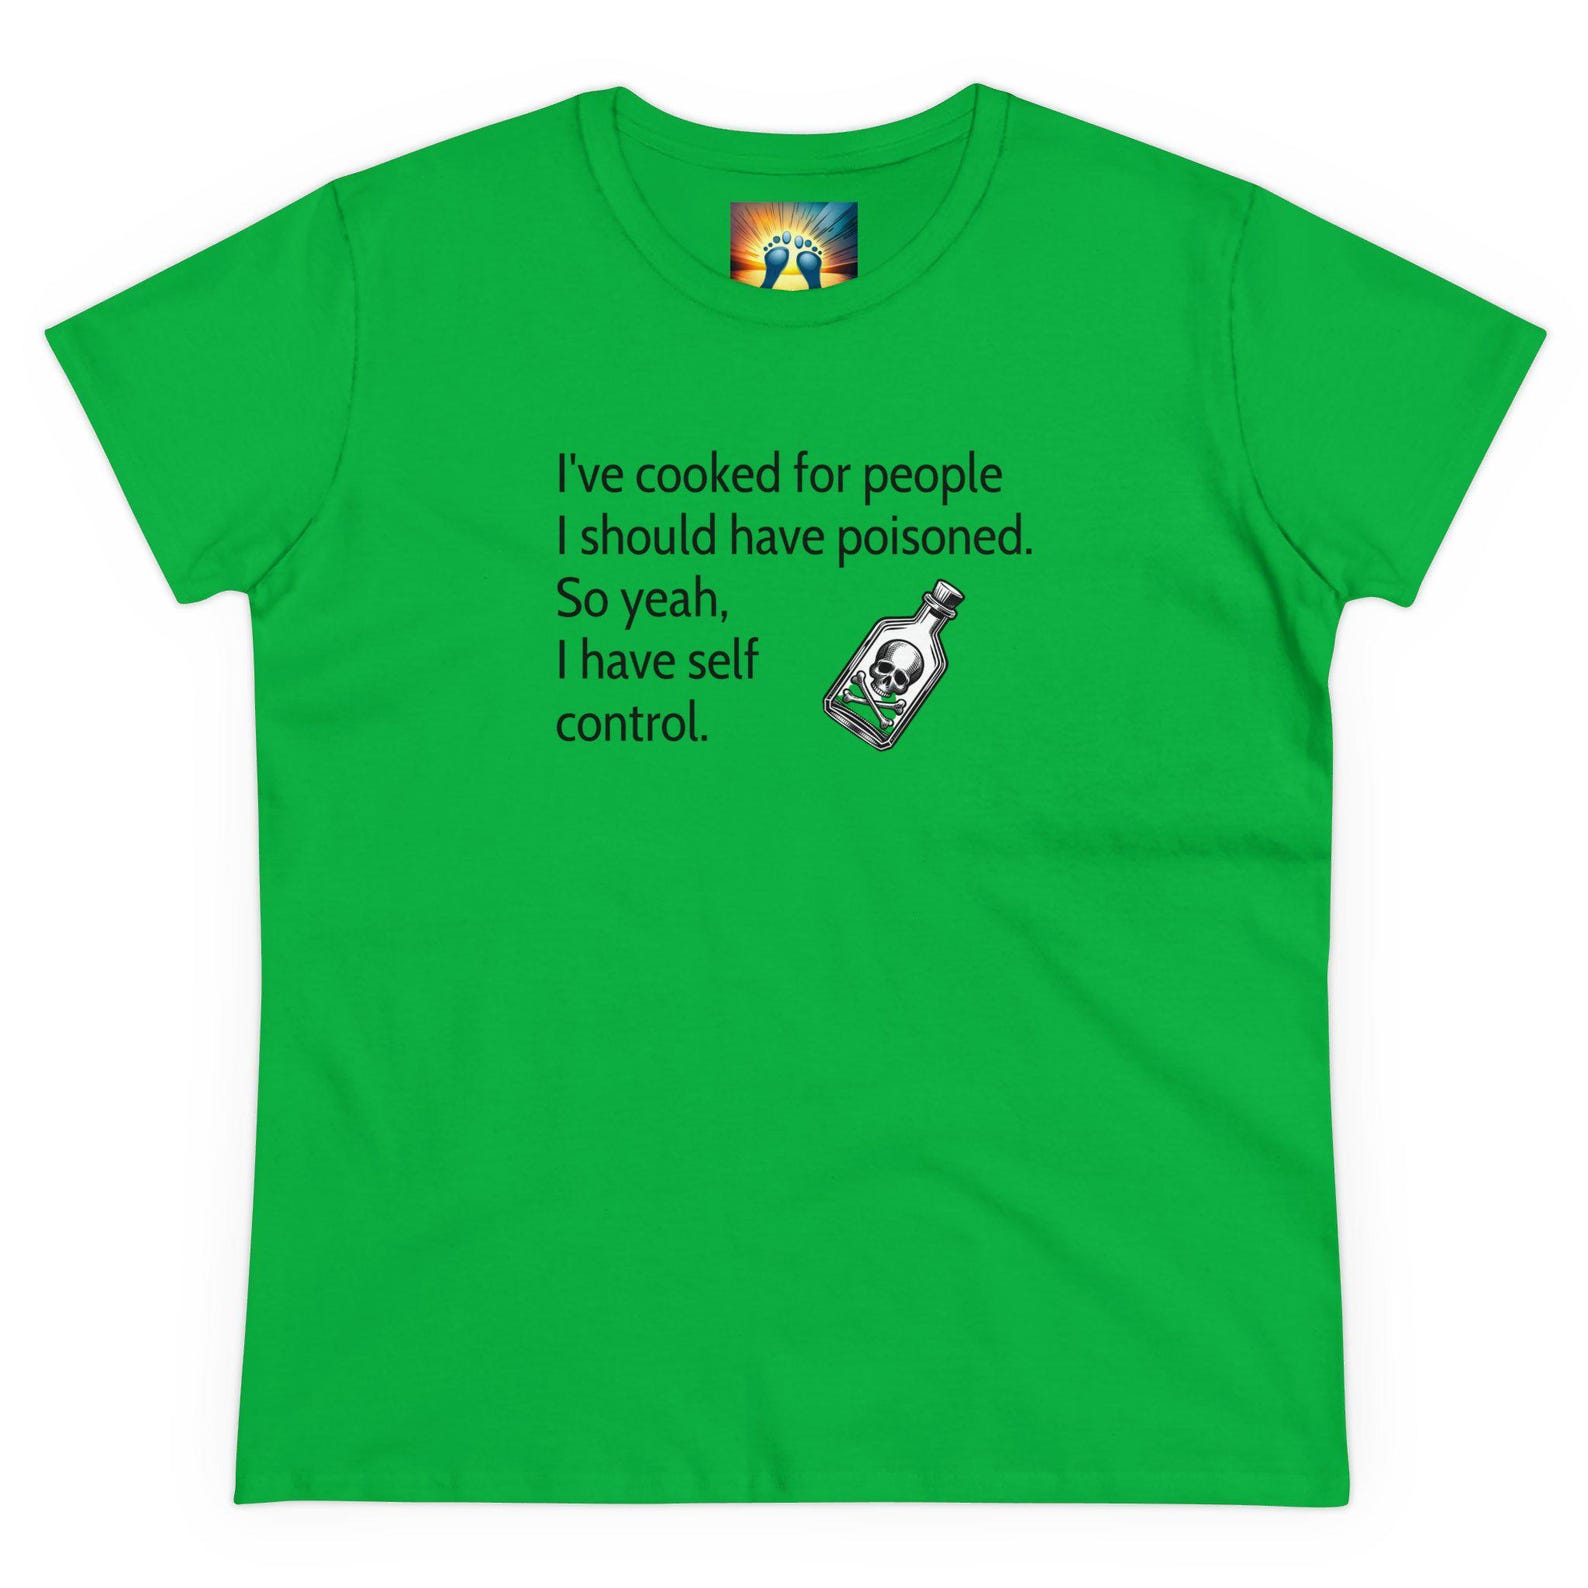 I've cooked for people
I should have poisoned.
So yeah,
I have self
control.